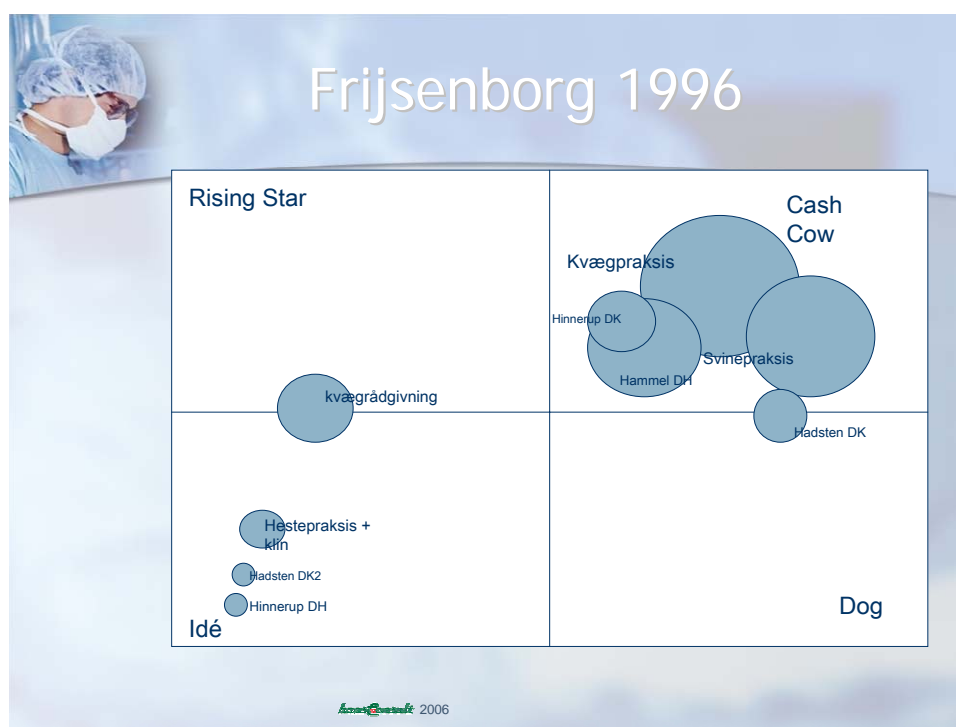 Frijsenborg 1996
Rising Star
Cash
Cow
Kvægpraksis
Hinnerup DK
Svinepraksis
Hammel DH
kvægrådgivning
Hadsten DK
Hestepraksis +
klin
Hadsten DK2
Hinnerup DH
Dog
Idé
2006